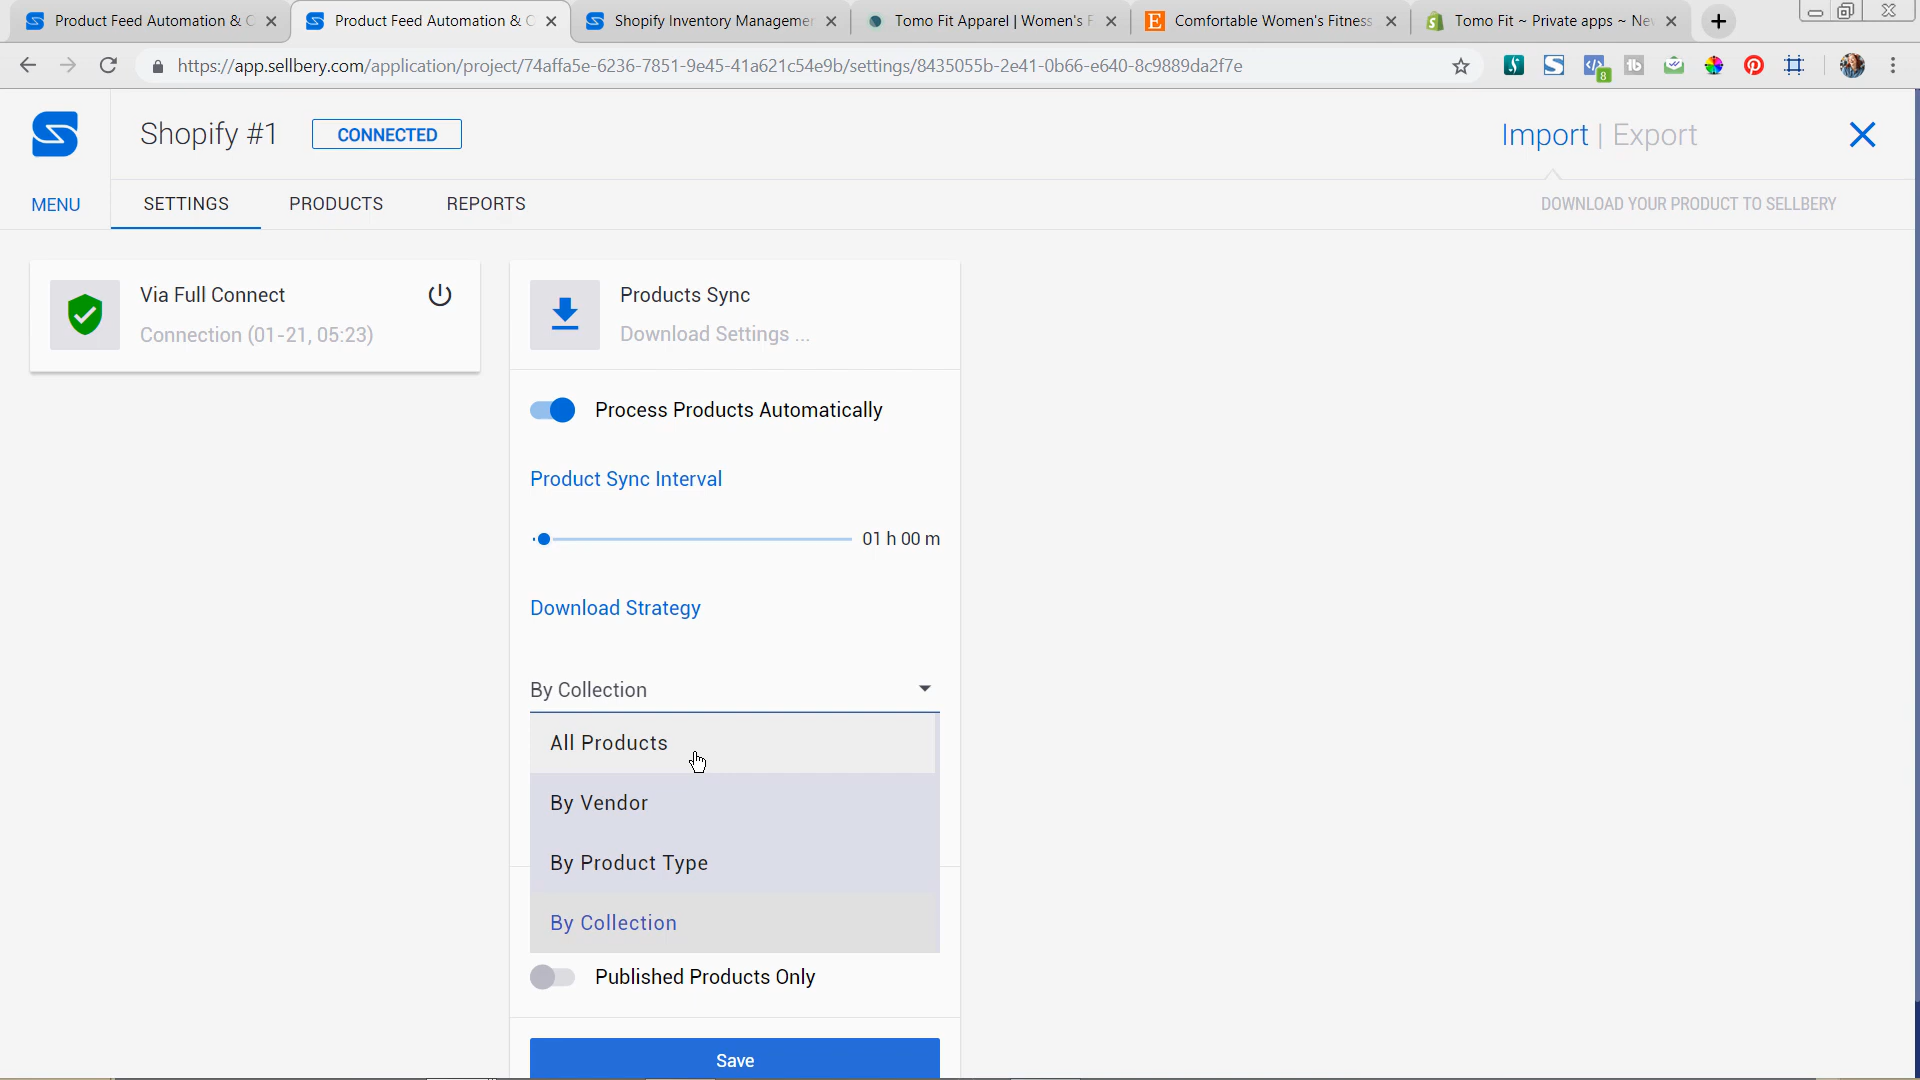 Product Feed Automation & C
Product Feed Automation & C
Shopify Inventory Managemer
Tomo Fit Apparel | Women's F
Comfortable Women's Fitness
Tomo Fit ~ Private apps ~ Ne
https://app.sellbery.com/application/project/74affa5e-6236-7851-9e45-41a621c54e9b/settings/8435055b-2e41-0b66-e640-8c9889da2f7e
8
Shopify #1
CONNECTED
Import | Export
MENU
SETTINGS
PRODUCTS
REPORTS
DOWNLOAD YOUR PRODUCT TO SELLBERY
Via Full Connect
Connection (01-21, 05:23)
Products Sync
Download Settings ...
Process Products Automatically
Product Sync Interval
01 h 00 m
Download Strategy
By Collection
All Products
By Vendor
By Product Type
By Collection
Published Products Only
Save